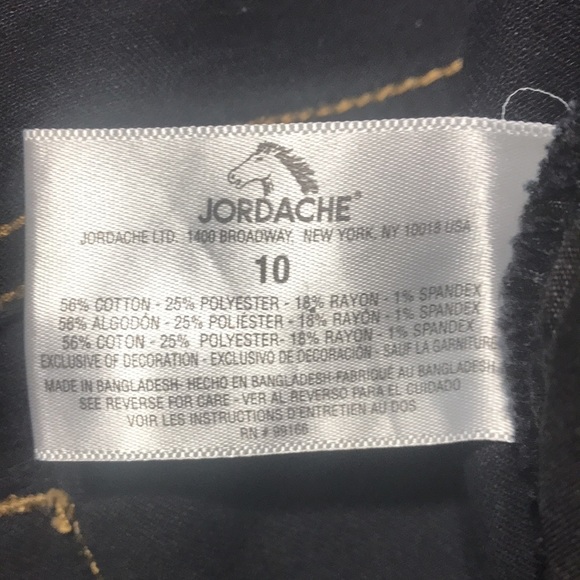 JORDACHE®
JORDACHE LTD. 1400 BROADWAY, NEW YORK, NY 10018 USA
10
56% COTTON - 25% POLYESTER - 18% RAYON - 1% SPANDEX
56% ALGODÓN - 25% POLIÉSTER - 18% RAYON - 1% SPANDEX
56% COTON - 25% POLYESTER- 18% RAYON - 1% SPANDEX
EXCLUSIVE OF DECORATION - EXCLUSIVO DE DECORACIÓN - SAUF LA GARNITURE
MADE IN BANGLADESH- HECHO EN BANGLADESH-FABRIQUÉ AU BANGLADESH
SEE REVERSE FOR CARE - VER AL REVERSO PARA EL CUIDADO
VOIR LES INSTRUCTIONS D'ENTRETIEN AU DOS
RN # 99166